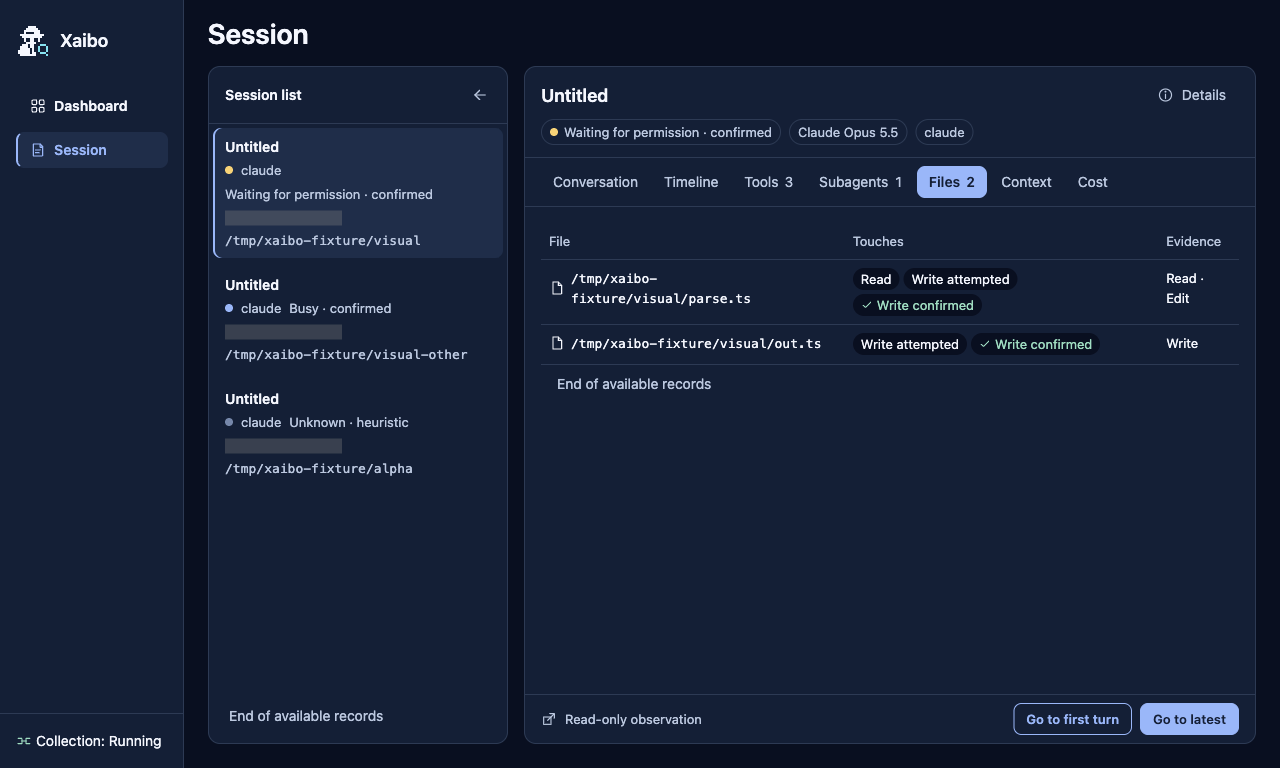 Xaibo
Dashboard
Session
Collection: Running
Session
Session list
Untitled
claude
Waiting for permission · confirmed
/tmp/xaibo-fixture/visual
Untitled
claude Busy · confirmed
/tmp/xaibo-fixture/visual-other
Untitled
claude Unknown · heuristic
/tmp/xaibo-fixture/alpha
End of available records
Untitled
Details
Waiting for permission · confirmed
Claude Opus 5.5
claude
Conversation Timeline Tools 3 Subagents 1 Files 2 Context Cost
File Touches Evidence
/tmp/xaibo-
fixture/visual/parse.ts
Read Write attempted
Write confirmed
Read ·
Edit
/tmp/xaibo-fixture/visual/out.ts Write attempted Write confirmed Write
End of available records
Read-only observation
Go to first turn
Go to latest